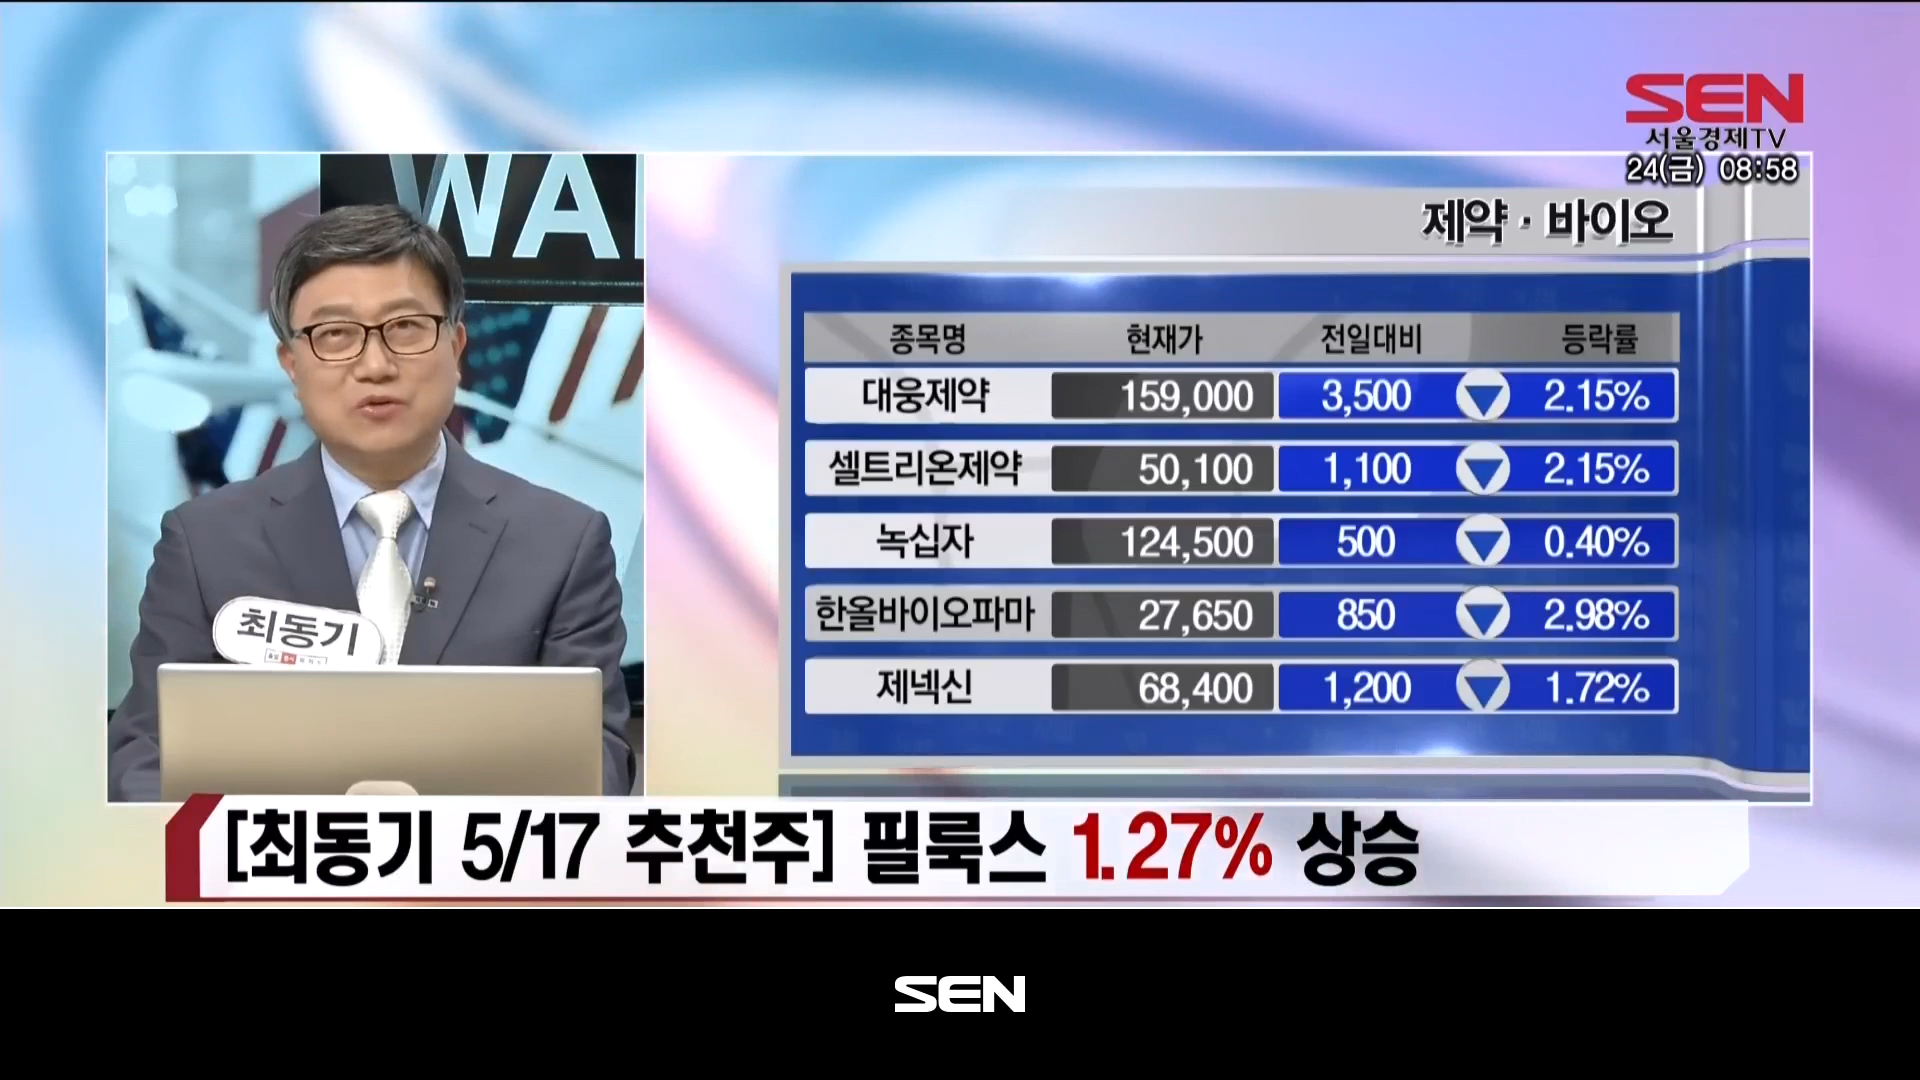 SEN
서울경제TV
24(금) 08:58
WA
제약·바이오
종목명 현재가 전일대비 등락률
대웅제약 159,000 3,500 ▼ 2.15%
셀트리온제약 50,100 1,100 ▼ 2.15%
녹십자 124,500 500 ▼ 0.40%
한올바이오파마 27,650 850 ▼ 2.98%
제넥신 68,400 1,200 ▼ 1.72%
최동기
[최동기 5/17 추천주] 필룩스 1.27% 상승
SEN